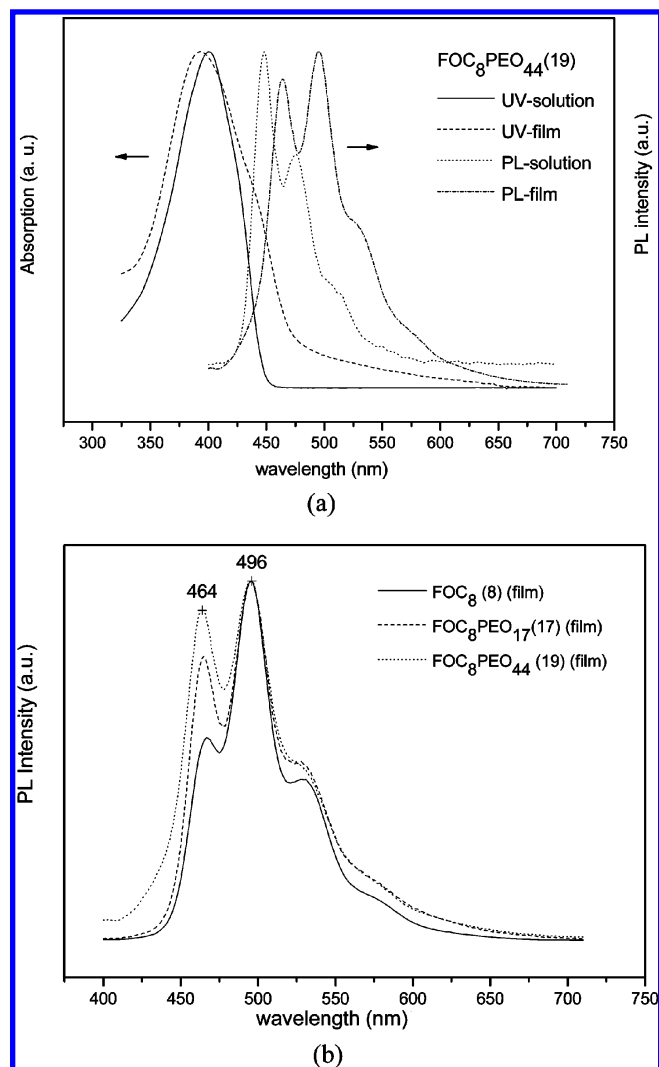 FOC8PEO44(19)
UV-solution
UV-film
PL-solution
PL-film
Absorption (a. u.)
PL intensity (a.u.)
300 350 400 450 500 550 600 650 700 750
wavelength (nm)
(a)
464
496
FOC8 (8) (film)
FOC8PEO17(17) (film)
FOC8PEO44 (19) (film)
PL Intensity (a.u.)
400 450 500 550 600 650 700 750
wavelength (nm)
(b)